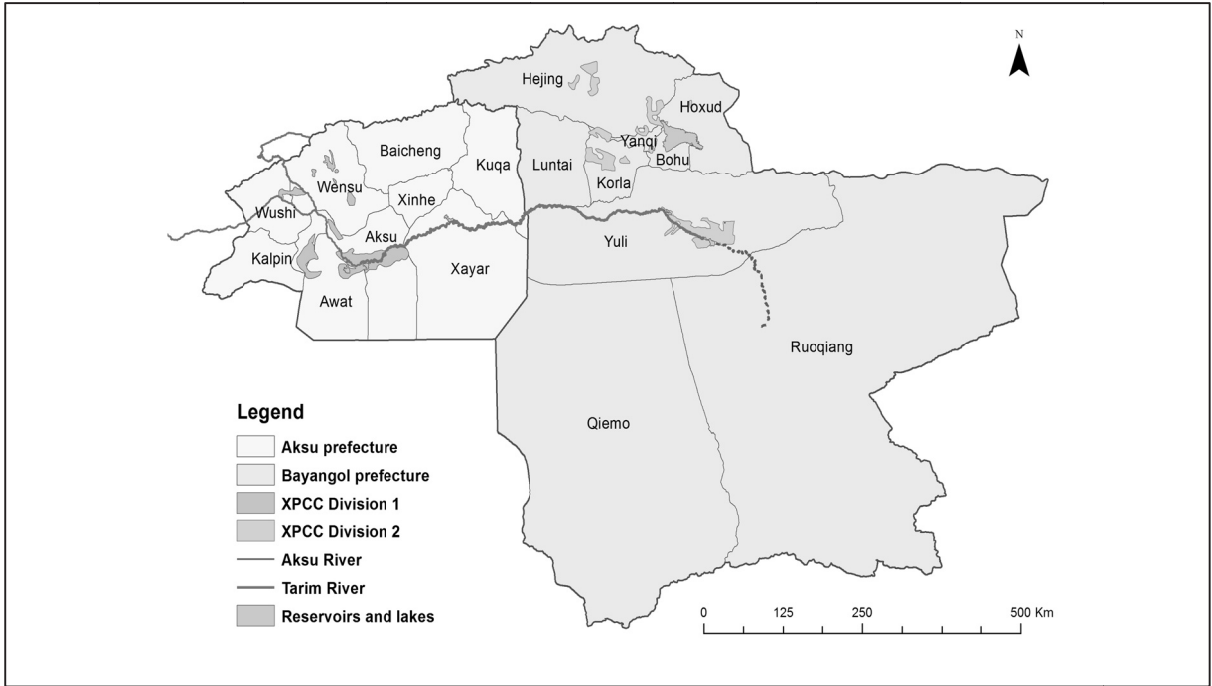 N
Hejing
Hoxud
Baicheng
Kuqa
Luntai
Yanqi
Bohu
Wensu
Korla
Xinhe
Wushi
Aksu
Yuli
Kalpin
Xayar
Awat
Rucqiang
Qiemo
Legend
Aksu prefecture
Bayangol prefecture
XPCC Division 1
XPCC Division 2
Aksu River
Tarim River
Reservoirs and lakes
0 125 250 500 Km